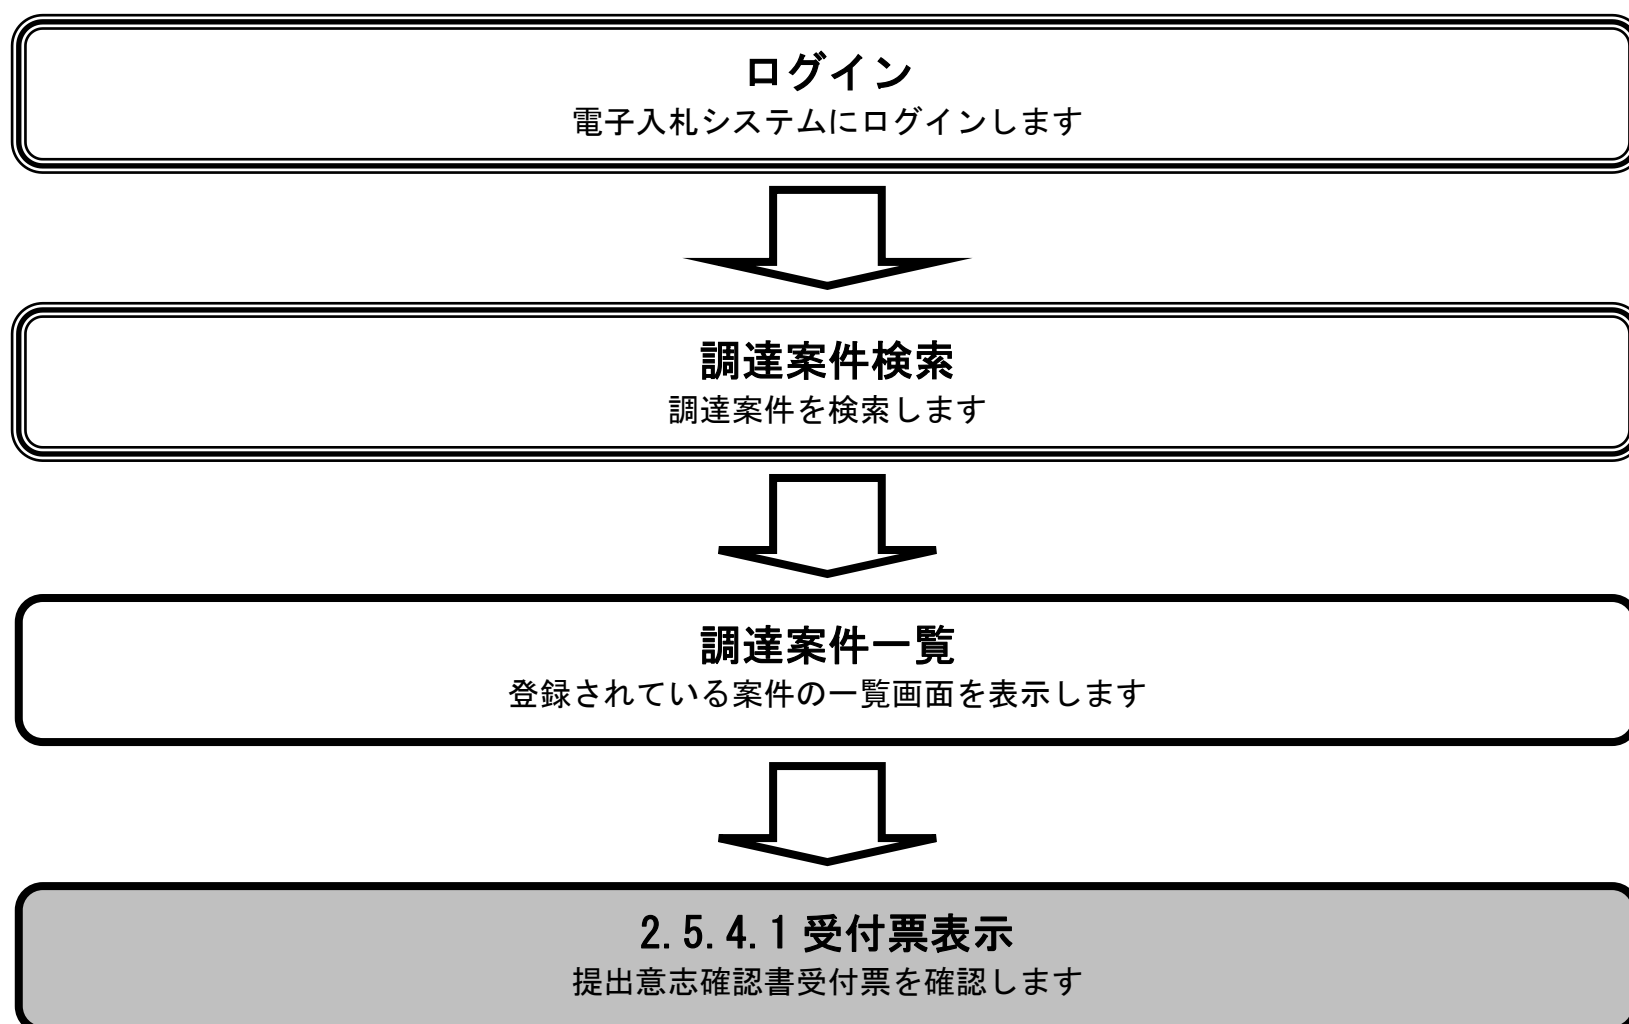 ログイン
電子入札システムにログインします
調達案件検索
調達案件を検索します
調達案件一覧
登録されている案件の一覧画面を表示します
2.5.4.1 受付票表示
提出意志確認書受付票を確認します